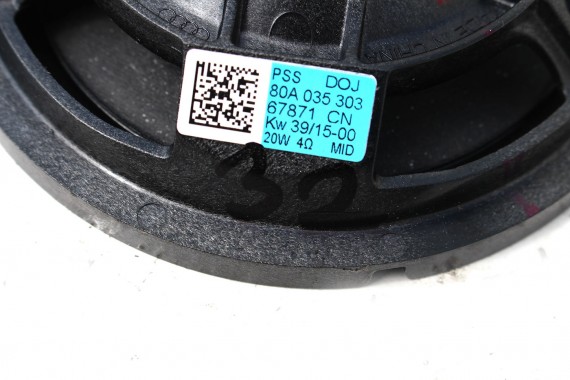 PSS DOJ
80A 035 303
67871 CN
Kw 39/15-00
20W 4Ω MID
32